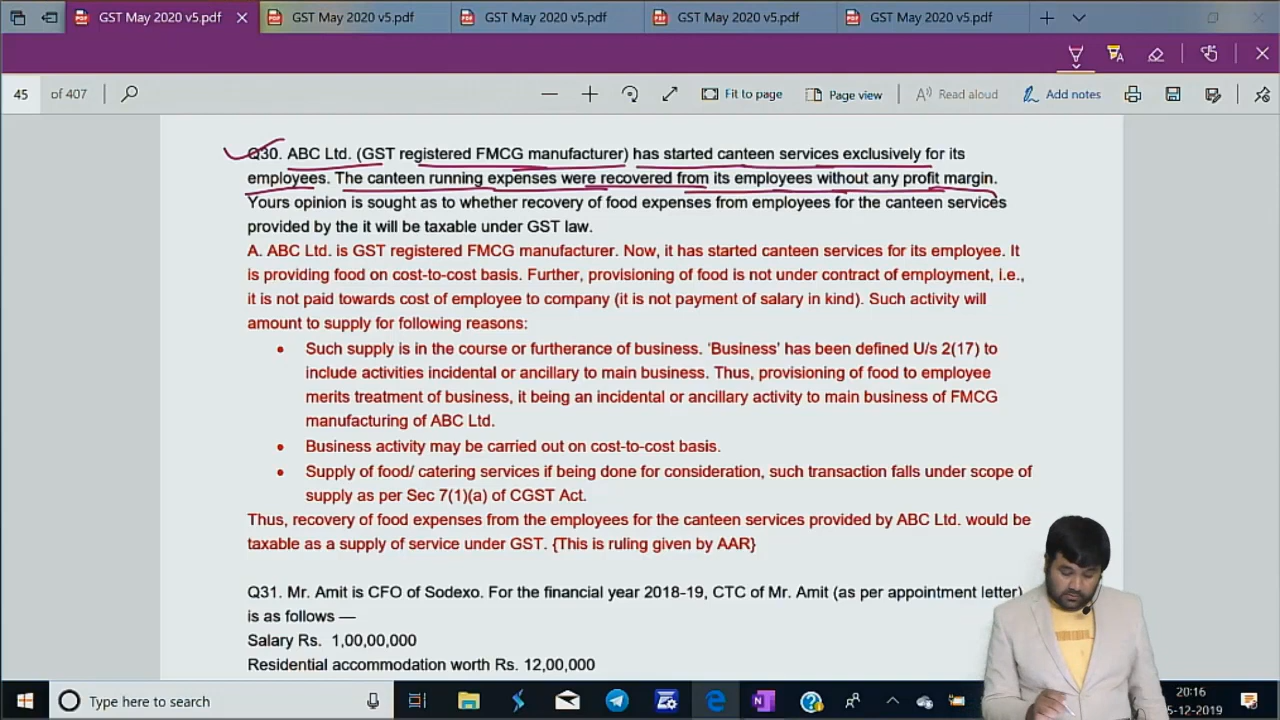 GST May 2020 v5.pdf
GST May 2020 v5.pdf
GST May 2020 v5.pdf
GST May 2020 v5.pdf
GST May 2020 v5.pdf
45 of 407
Fit to page
Page view
Read aloud
Add notes
Q30. ABC Ltd. (GST registered FMCG manufacturer) has started canteen services exclusively for its
employees. The canteen running expenses were recovered from its employees without any profit margin.
Yours opinion is sought as to whether recovery of food expenses from employees for the canteen services
provided by the it will be taxable under GST law.
A. ABC Ltd. is GST registered FMCG manufacturer. Now, it has started canteen services for its employee. It
is providing food on cost-to-cost basis. Further, provisioning of food is not under contract of employment, i.e.,
it is not paid towards cost of employee to company (it is not payment of salary in kind). Such activity will
amount to supply for following reasons:
• Such supply is in the course or furtherance of business. ‘Business’ has been defined U/s 2(17) to
include activities incidental or ancillary to main business. Thus, provisioning of food to employee
merits treatment of business, it being an incidental or ancillary activity to main business of FMCG
manufacturing of ABC Ltd.
• Business activity may be carried out on cost-to-cost basis.
• Supply of food/ catering services if being done for consideration, such transaction falls under scope of
supply as per Sec 7(1)(a) of CGST Act.
Thus, recovery of food expenses from the employees for the canteen services provided by ABC Ltd. would be
taxable as a supply of service under GST. {This is ruling given by AAR}
Q31. Mr. Amit is CFO of Sodexo. For the financial year 2018-19, CTC of Mr. Amit (as per appointment letter)
is as follows —
Salary Rs. 1,00,00,000
Residential accommodation worth Rs. 12,00,000
Type here to search
20:16
5-12-2019